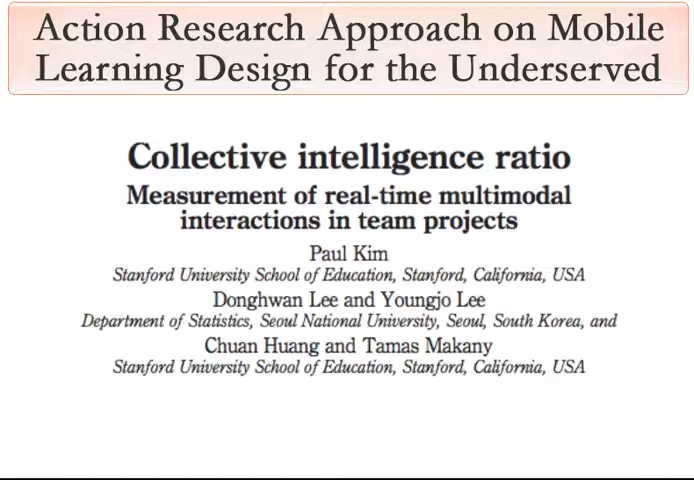 Action Research Approach on Mobile
Learning Design for the Underserved
Collective intelligence ratio
Measurement of real-time multimodal
interactions in team projects
Paul Kim
Stanford University School of Education, Stanford, California, USA
Donghwan Lee and Youngjo Lee
Department of Statistics, Seoul National University, Seoul, South Korea, and
Chuan Huang and Tamas Makany
Stanford University School of Education, Stanford, California, USA